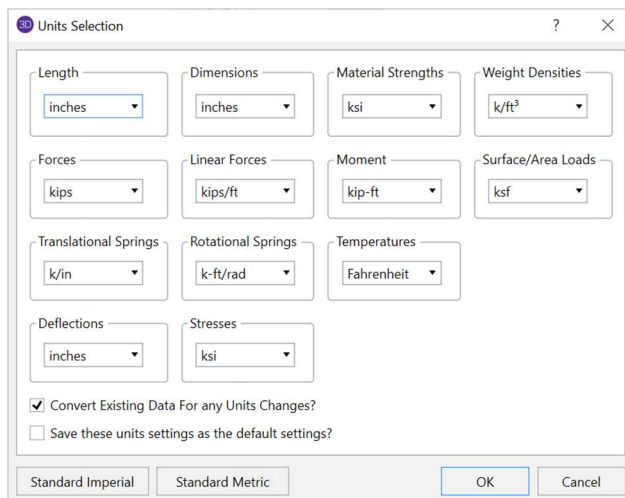 3D Units Selection ? ×
Length Dimensions Material Strengths Weight Densities
inches inches ksi k/ft³
Forces Linear Forces Moment Surface/Area Loads
kips kips/ft kip-ft ksf
Translational Springs Rotational Springs Temperatures
k/in k-ft/rad Fahrenheit
Deflections Stresses
inches ksi
Convert Existing Data For any Units Changes?
Save these units settings as the default settings?
Standard Imperial Standard Metric OK Cancel